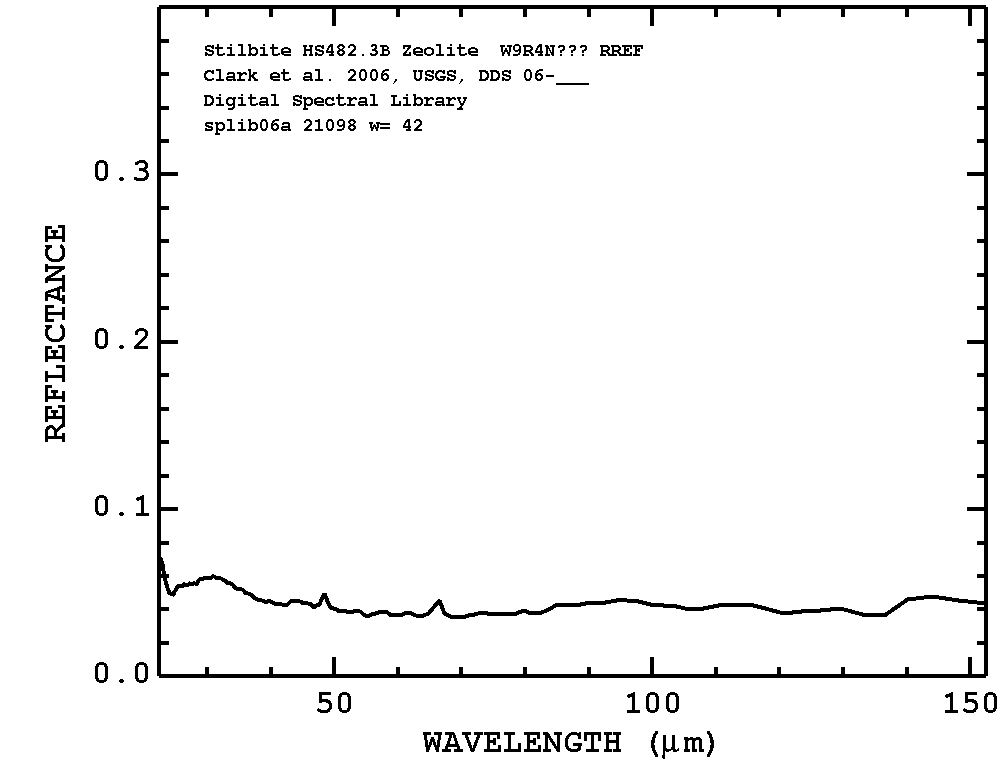 Stilbite HS482.3B Zeolite  W9R4N??? RREF
Clark et al. 2006, USGS, DDS 06-___
Digital Spectral Library
splib06a 21098 w= 42
0.3
0.2
0.1
0.0
REFLECTANCE
50
100
150
WAVELENGTH (μm)